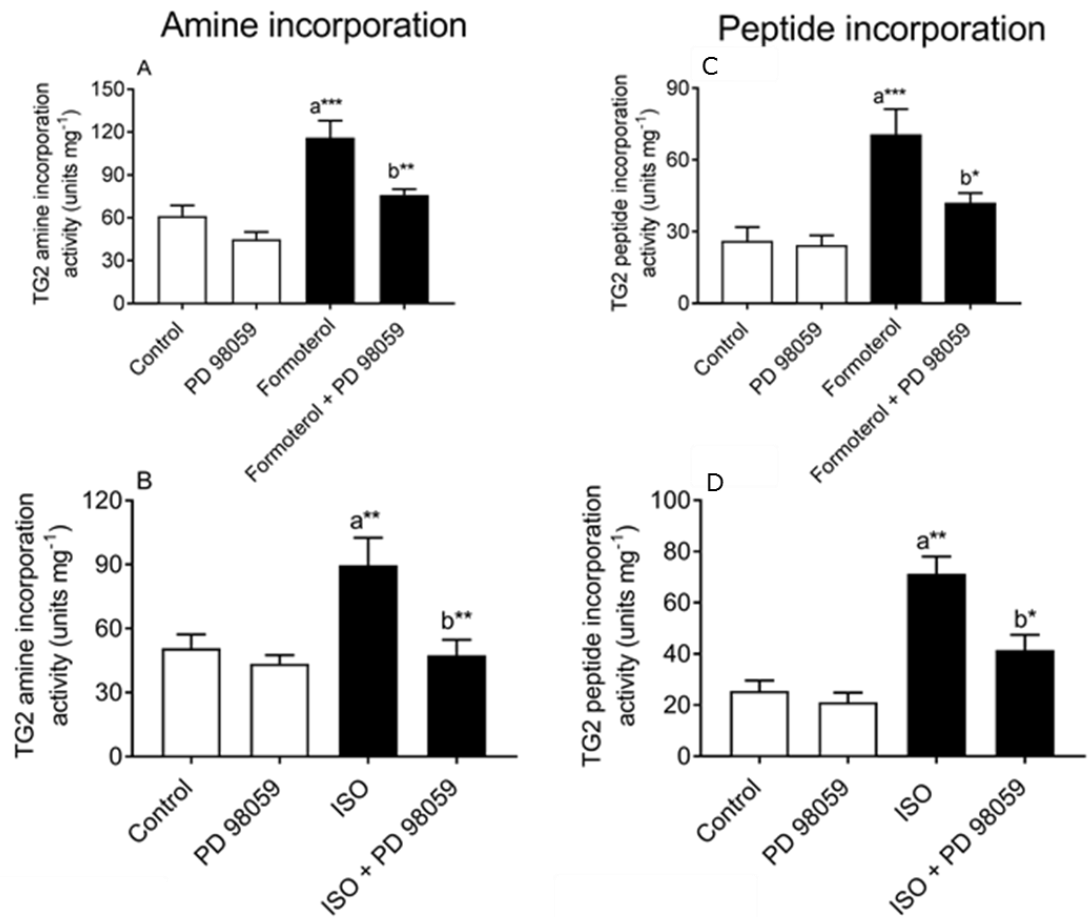 Amine incorporation
Peptide incorporation
A
TG2 amine incorporation
activity (units mg-1)
150
120
90
60
30
0
a***
b**
Control
PD 98059
Formoterol
Formoterol + PD 98059
C
TG2 peptide incorporation
activity (units mg-1)
90
60
30
0
a***
b*
Control
PD 98059
Formoterol
Formoterol + PD 98059
B
TG2 amine incorporation
activity (units mg-1)
120
90
60
30
0
a**
b**
Control
PD 98059
ISO
ISO + PD 98059
D
TG2 peptide incorporation
activity (units mg-1)
100
80
60
40
20
0
a**
b*
Control
PD 98059
ISO
ISO + PD 98059